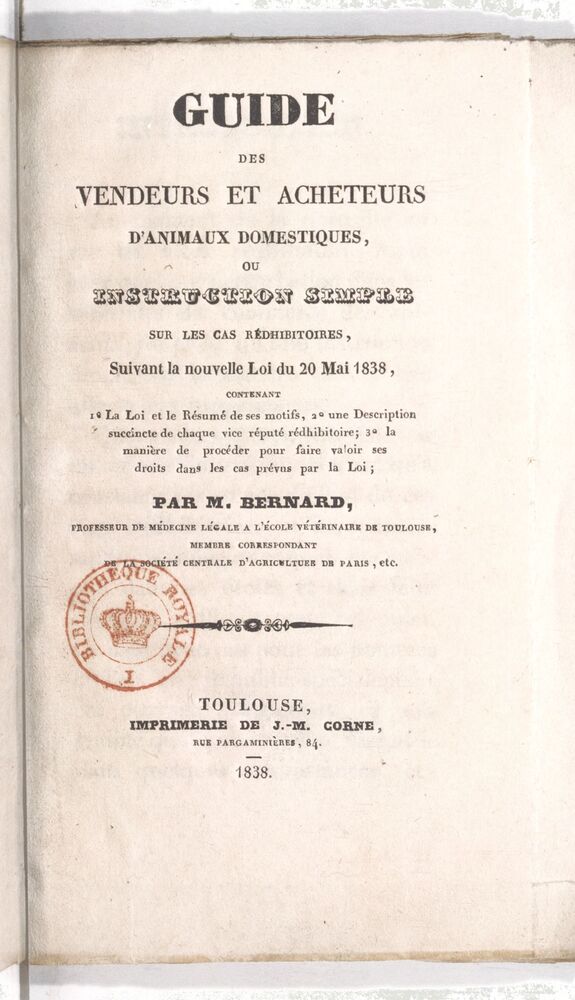 GUIDE
DES
VENDEURS ET ACHETEURS
D'ANIMAUX DOMESTIQUES,
OU
INSTRUCTION SIMPLE
SUR LES CAS RÉDHIBITOIRES,
Suivant la nouvelle Loi du 20 Mai 1838,
CONTENANT
1º La Loi et le Résumé de ses motifs, 2º une Description
succincte de chaque vice réputé rédhibitoire; 3º la
manière de procéder pour faire valoir ses
droits dans les cas prévus par la Loi;
PAR M. BERNARD,
PROFESSEUR DE MÉDECINE LÉGALE A L'ÉCOLE VÉTÉRINAIRE DE TOULOUSE,
MEMBRE CORRESPONDANT
DE LA SOCIÉTÉ CENTRALE D'AGRICULTUER DE PARIS, etc.
BIBLIOTHEQUE ROYALE
I
TOULOUSE,
IMPRIMERIE DE J.-M. CORNE,
RUE PARGAMINIÈRES, 84.
1838.